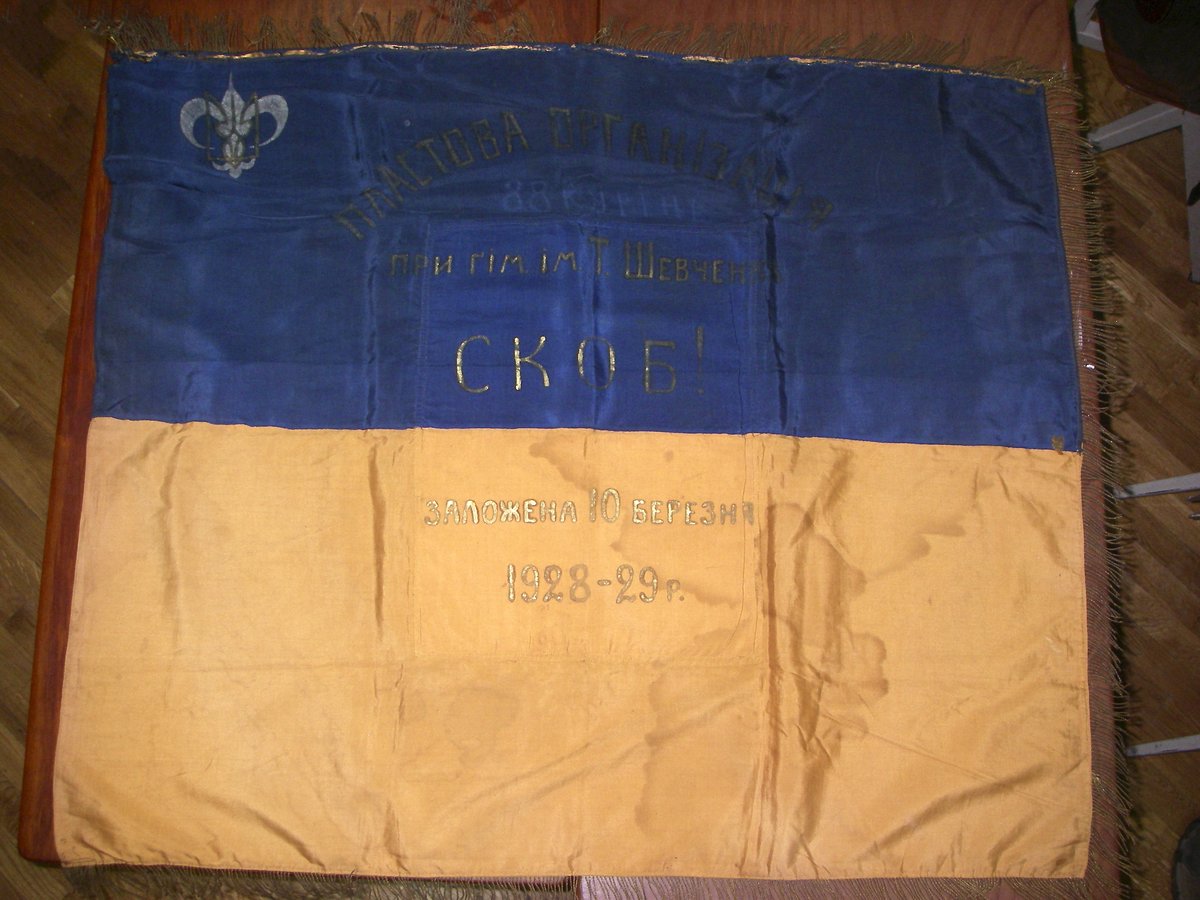 ПЛАСТОВА ОРГАНІЗАЦІЯ
ПРИ ГІМ. ІМ. Т. ШЕВЧЕНКА
СКОБ!
ЗАЛОЖЕНА 10 БЕРЕЗНЯ
1928-29 р.